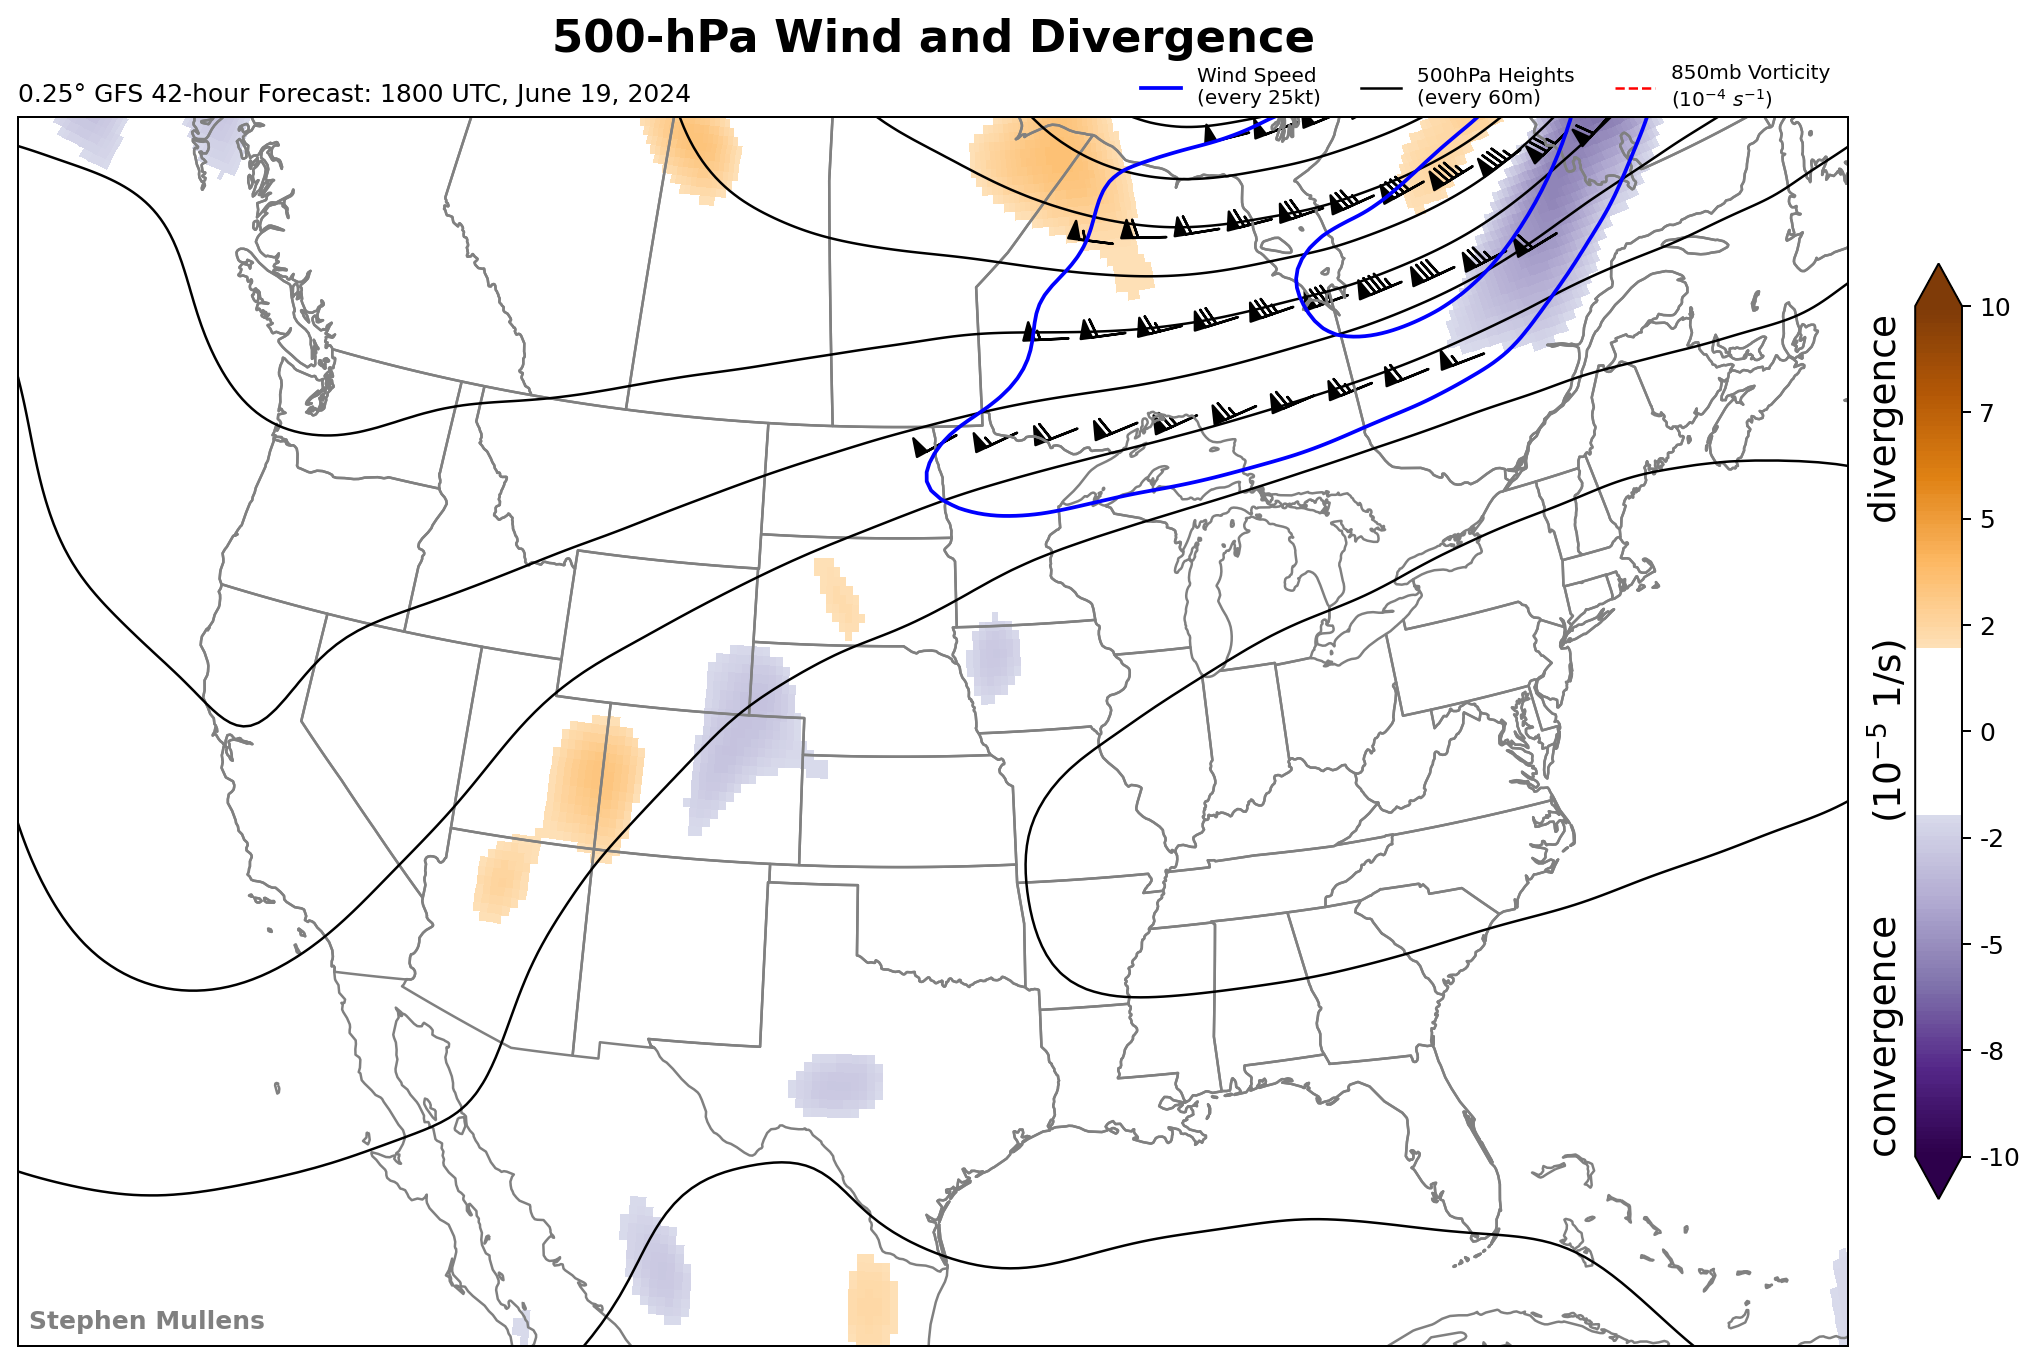 500-hPa Wind and Divergence
0.25° GFS 42-hour Forecast: 1800 UTC, June 19, 2024
Wind Speed
(every 25kt)
500hPa Heights
(every 60m)
850mb Vorticity
(10⁻⁴ s⁻¹)
10
7
5
2
0
-2
-5
-8
-10
divergence
(10⁻⁵ 1/s)
convergence
Stephen Mullens